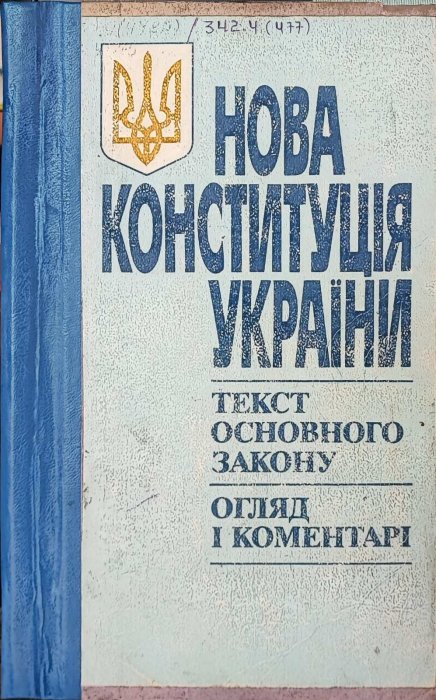 / 342.4 (477)
НОВА
КОНСТИТУЦІЯ
УКРАЇНИ
ТЕКСТ
ОСНОВНОГО
ЗАКОНУ
ОГЛЯД
І КОМЕНТАРІ